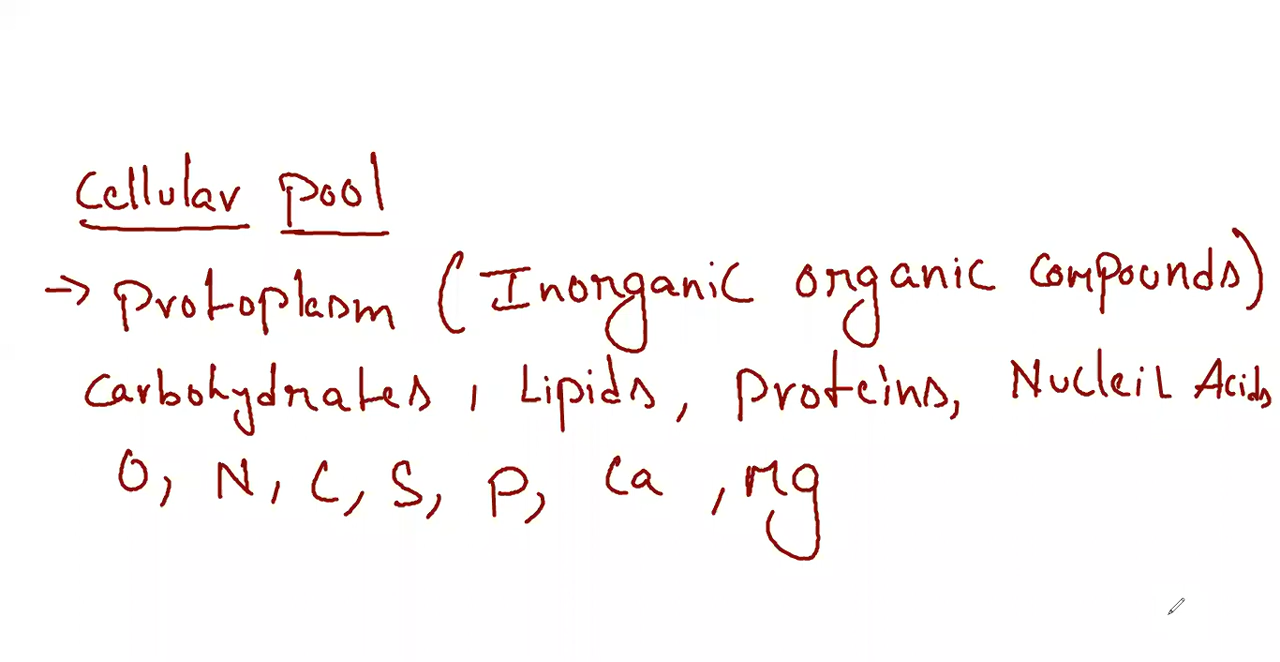 Cellular pool
→ Protoplasm ( Inorganic organic compounds)
Carbohydrates, Lipids, Proteins, Nucleic Acids
O, N, C, S, P, Ca, Mg